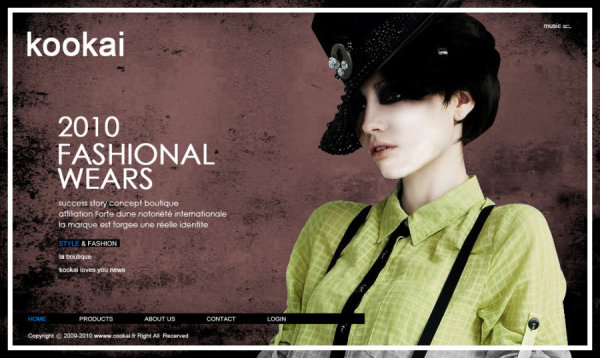 music
kookai
2010
FASHIONAL
WEARS
success story concept boutique
affiliation Forte dune notoriété internationale
la marque est forgee une réelle identite
STYLE & FASHION
la boutique
kookai loves you news
HOME PRODUCTS ABOUT US CONTACT LOGIN
Copyright © 2009-2010 wwww.cookai.fr Right All Recerved